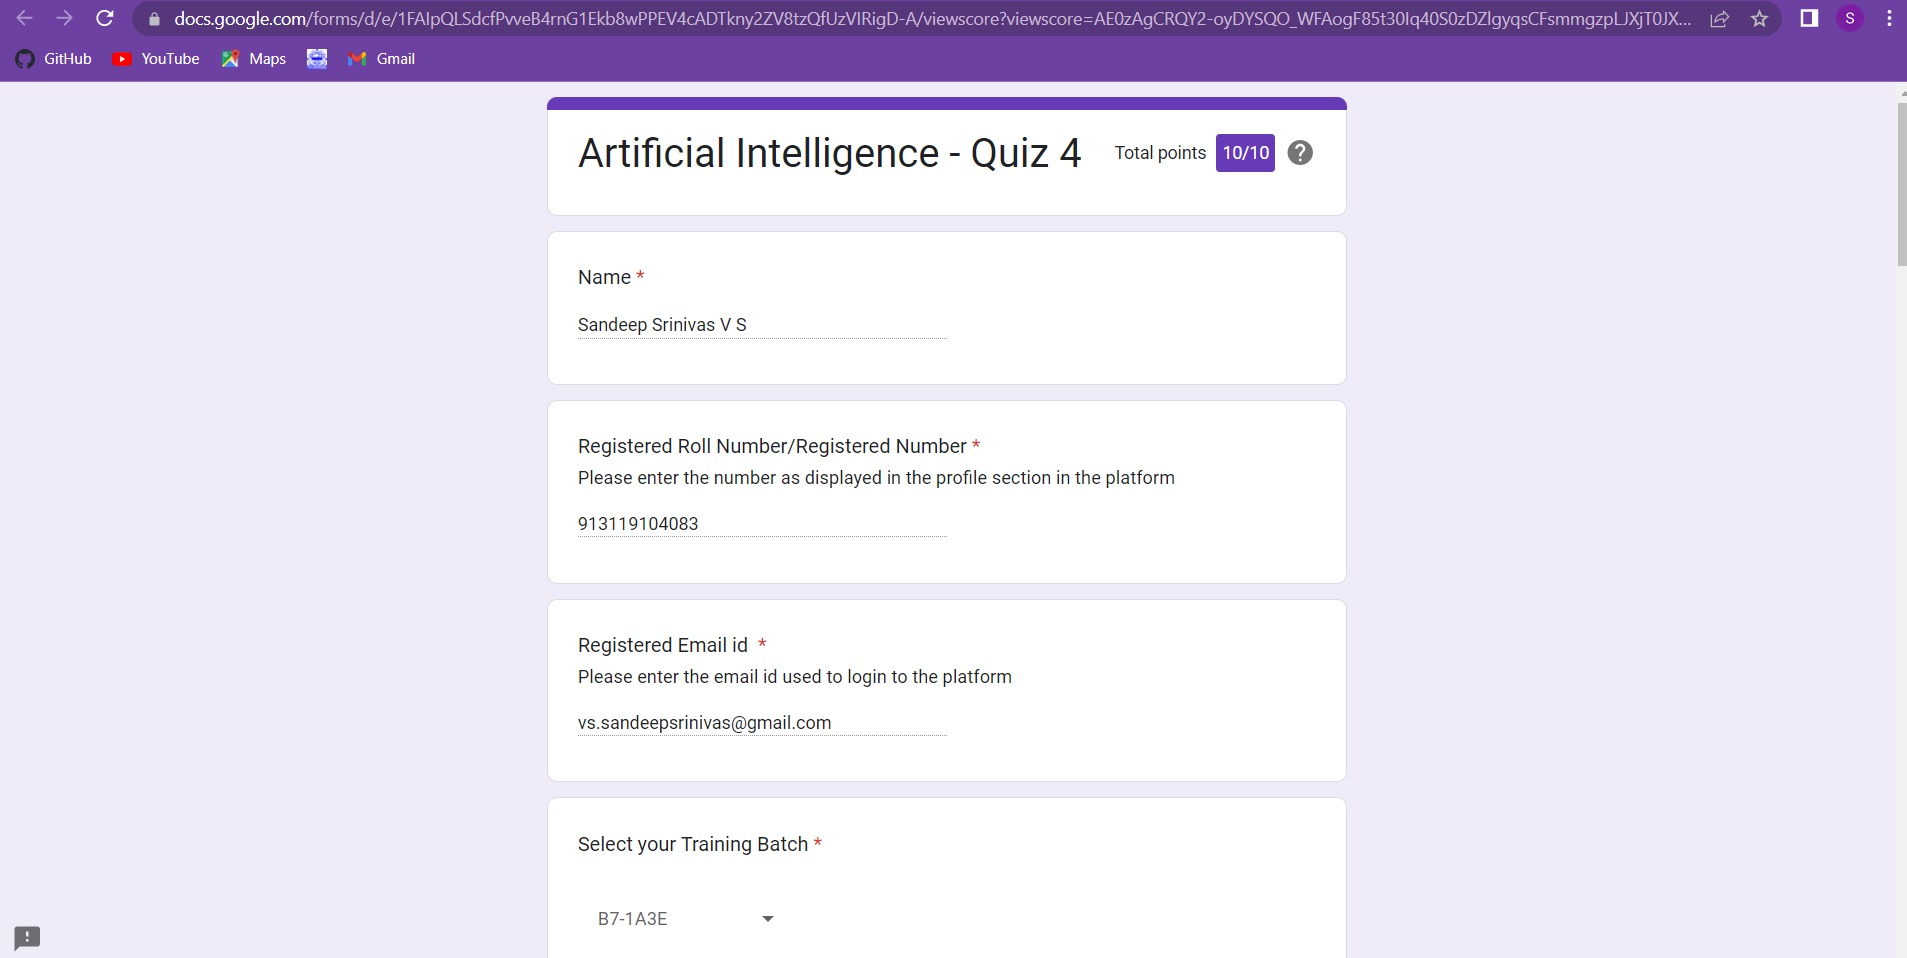 docs.google.com/forms/d/e/1FAIpQLSdcfPvveB4rnG1Ekb8wPPEV4cADTkny2ZV8tzQfUzVIRigD-A/viewscore?viewscore=AE0zAgCRQY2-oyDYSQO_WFAogF85t30Iq40S0zDZlgyqsCFsmmgzpLJXjT0JX...
S
GitHub
YouTube
Maps
Gmail
Artificial Intelligence - Quiz 4
Total points 10/10
Name *
Sandeep Srinivas V S
Registered Roll Number/Registered Number *
Please enter the number as displayed in the profile section in the platform
913119104083
Registered Email id *
Please enter the email id used to login to the platform
vs.sandeepsrinivas@gmail.com
Select your Training Batch *
B7-1A3E